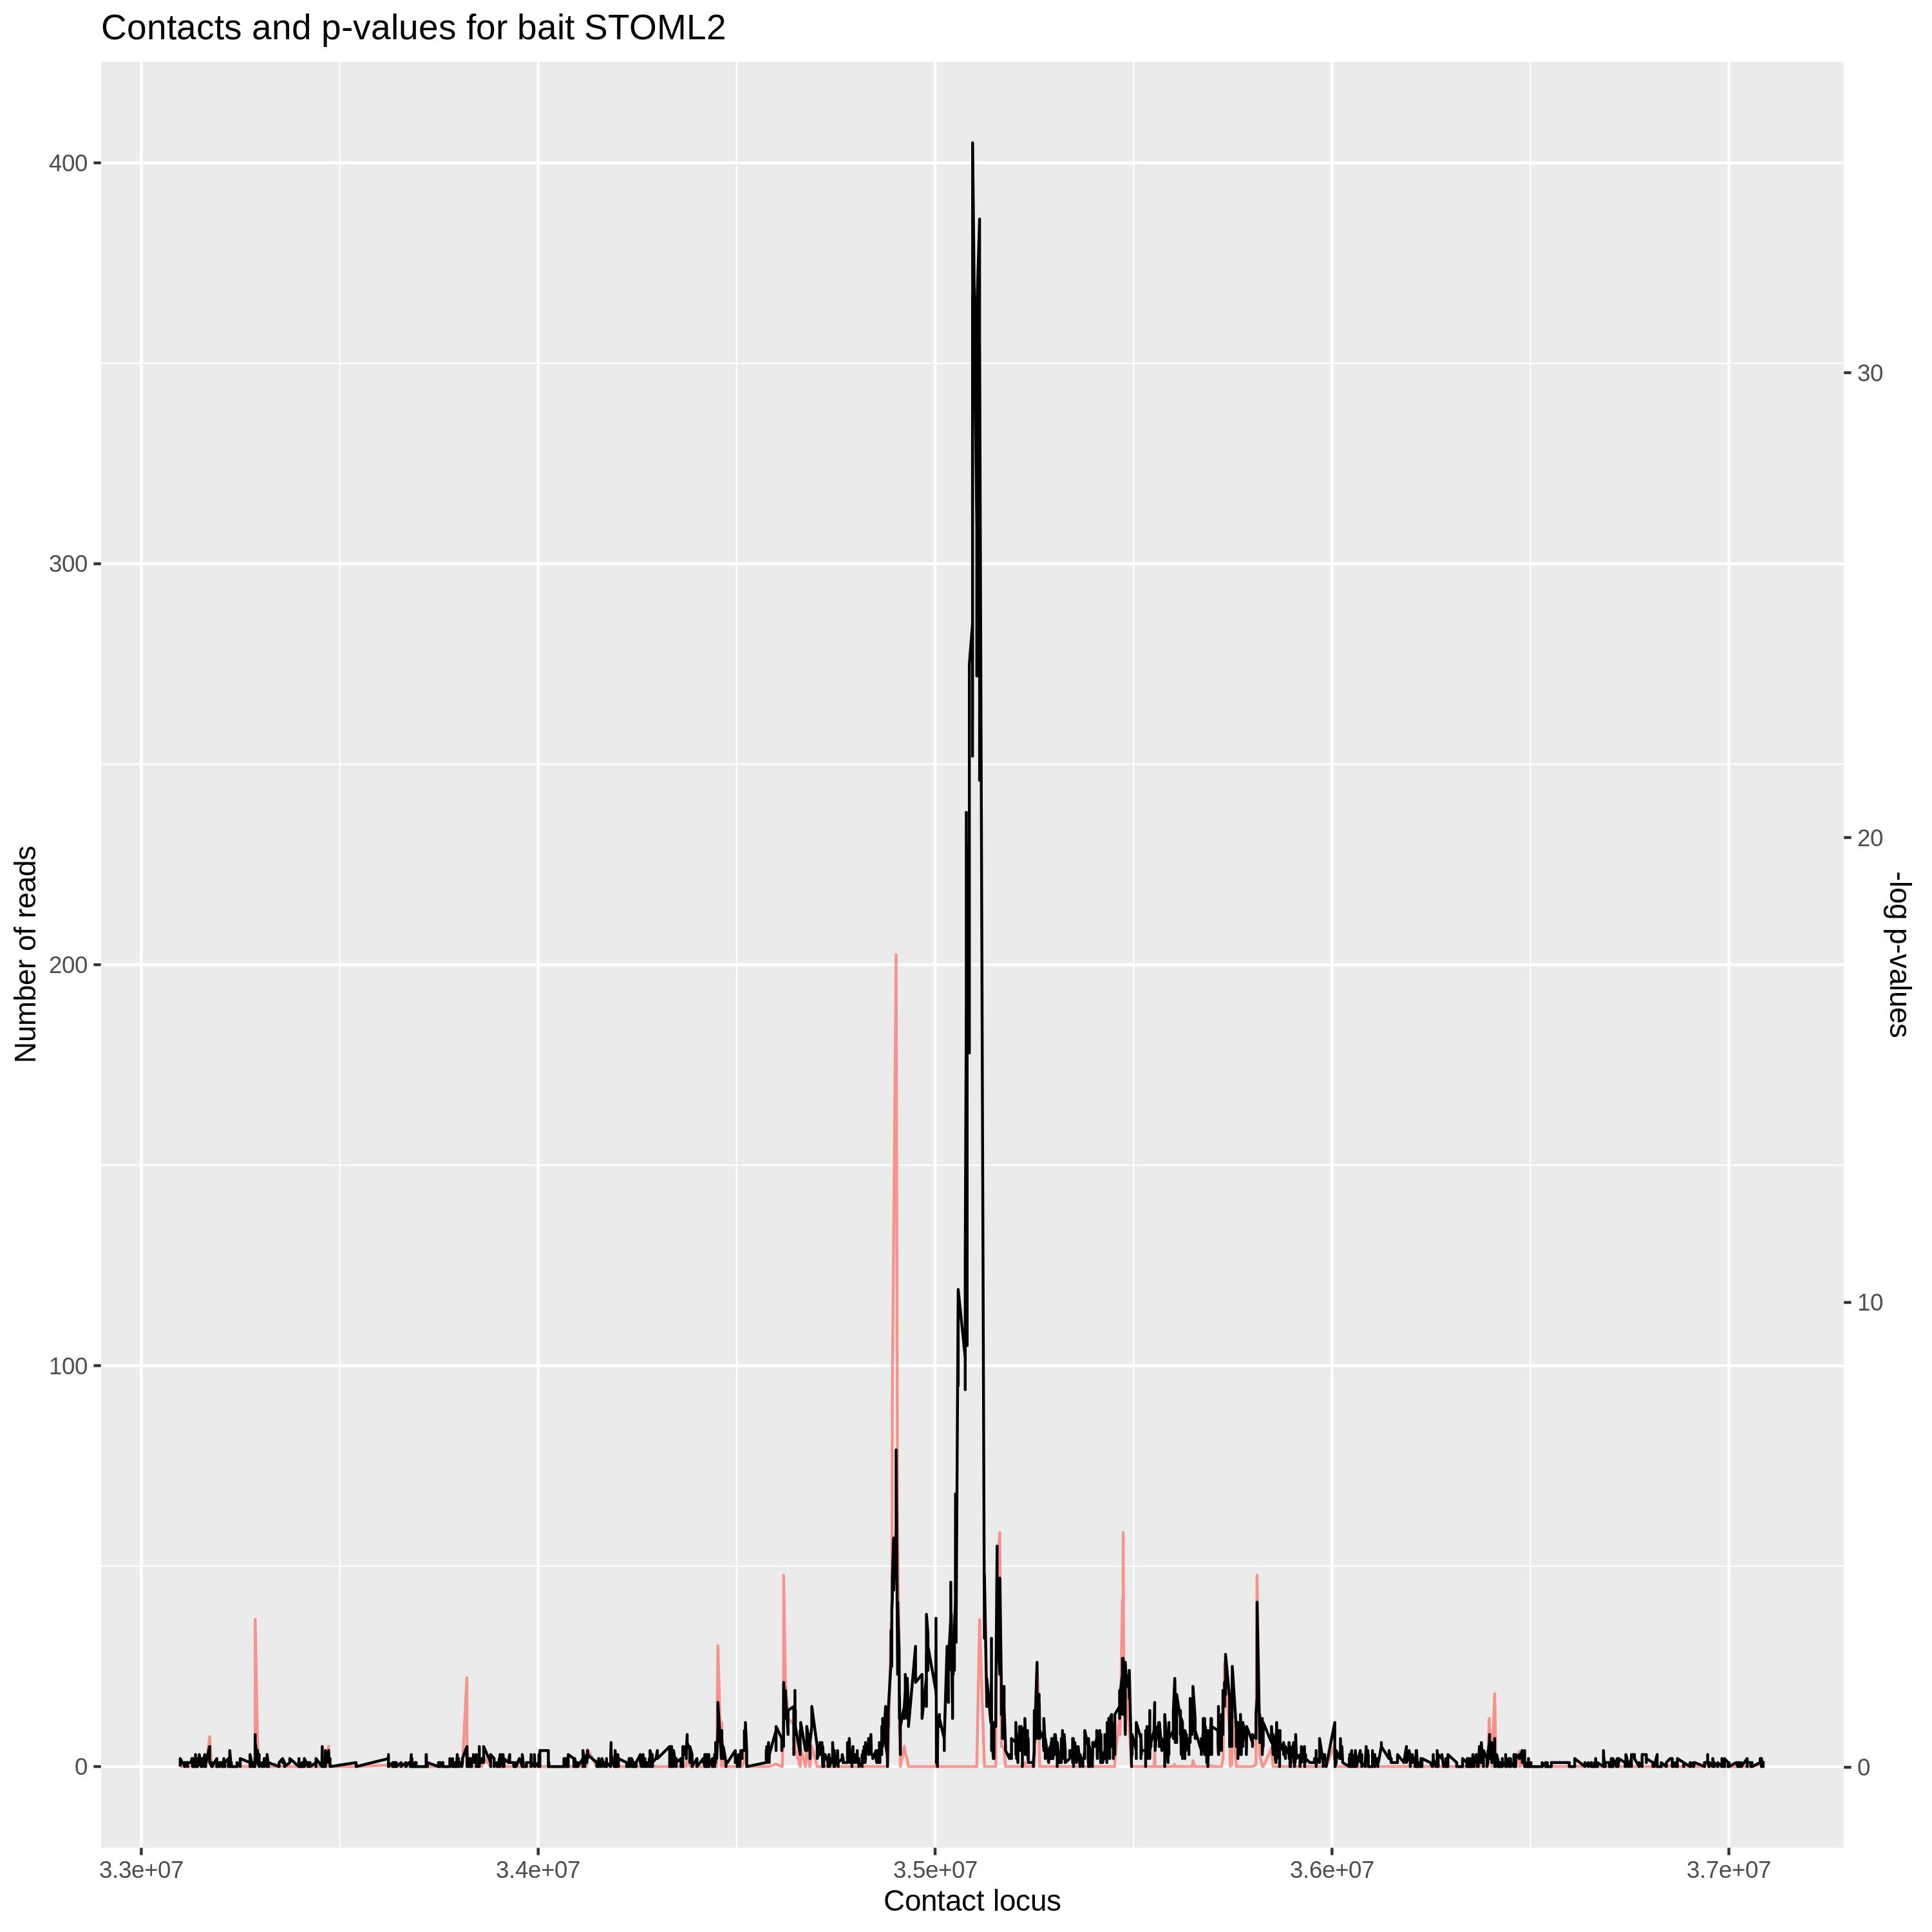 Contacts and p-values for bait STOML2
400
300
200
100
0
Number of reads
30
20
10
0
-log p-values
3.3e+07 3.4e+07 3.5e+07 3.6e+07 3.7e+07
Contact locus